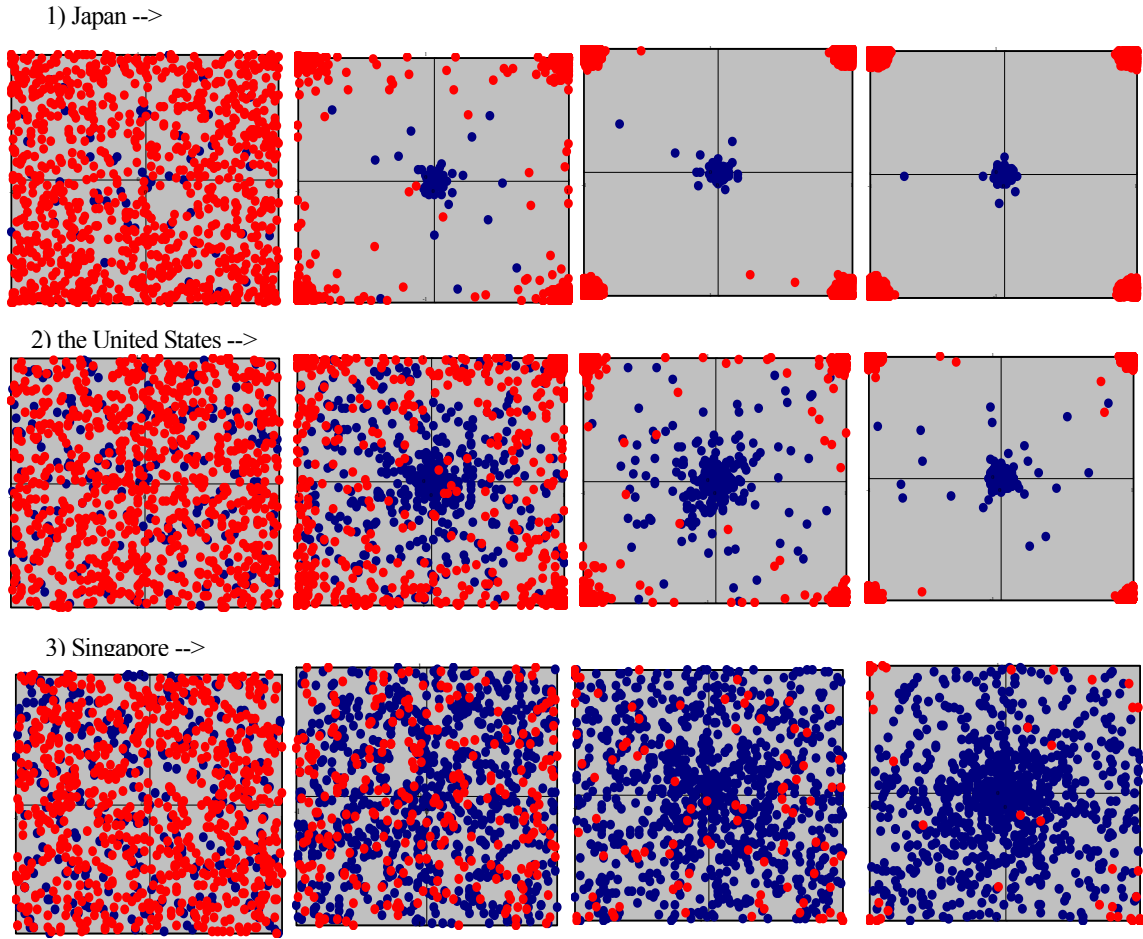 1) Japan -->
2) the United States -->
3) Singapore -->